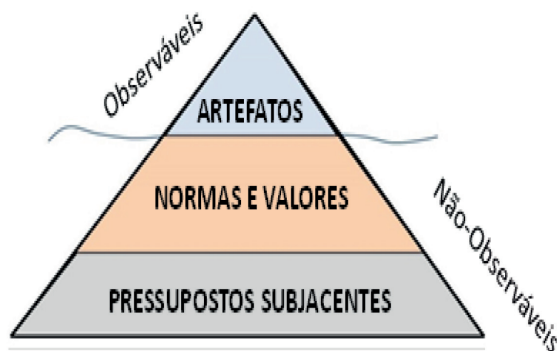 Observáveis
ARTEFATOS
NORMAS E VALORES
Não-Observáveis
PRESSUPOSTOS SUBJACENTES